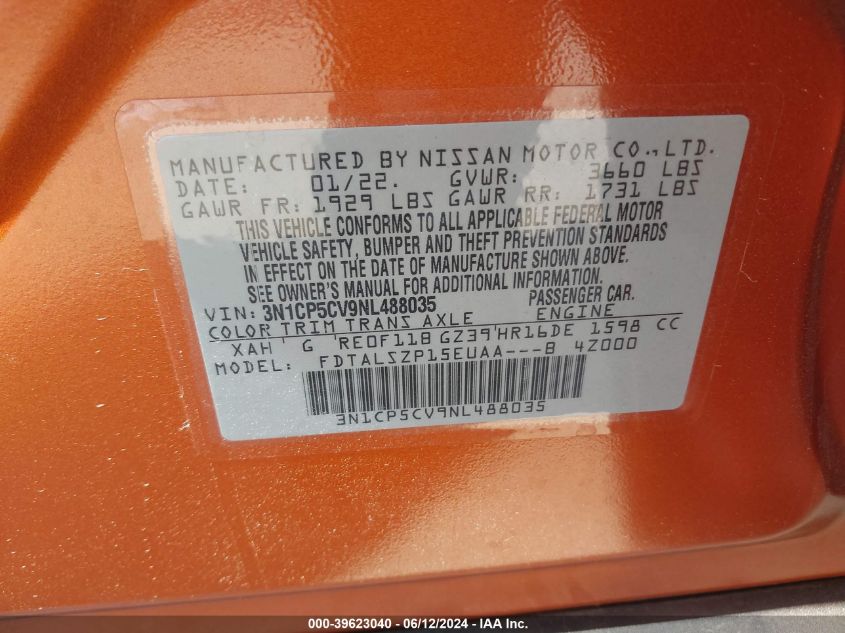 MANUFACTURED BY NISSAN MOTOR CO.,LTD.
DATE: 01/22. GVWR: 3660 LBS
GAWR FR: 1929 LBS GAWR RR: 1731 LBS
THIS VEHICLE CONFORMS TO ALL APPLICABLE FEDERAL MOTOR
VEHICLE SAFETY, BUMPER AND THEFT PREVENTION STANDARDS
IN EFFECT ON THE DATE OF MANUFACTURE SHOWN ABOVE.
SEE OWNER'S MANUAL FOR ADDITIONAL INFORMATION.
VIN: 3N1CP5CV9NL488035 PASSENGER CAR.
COLOR TRIM TRANS AXLE ENGINE
XAH' G 'RE0F11B GZ39'HR16DE 1598 CC
MODEL: FDTALSZP15EUAA---B 4Z000
3N1CP5CV9NL488035
000-39623040 - 06/12/2024 - IAA Inc.